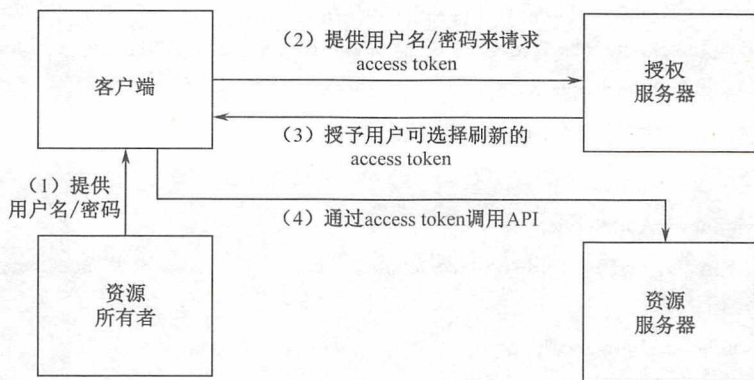 （2）提供用户名/密码来请求
access token
客户端
授权
服务器
（3）授予用户可选择刷新的
access token
（1）提供
用户名/密码
（4）通过access token调用API
资源
所有者
资源
服务器